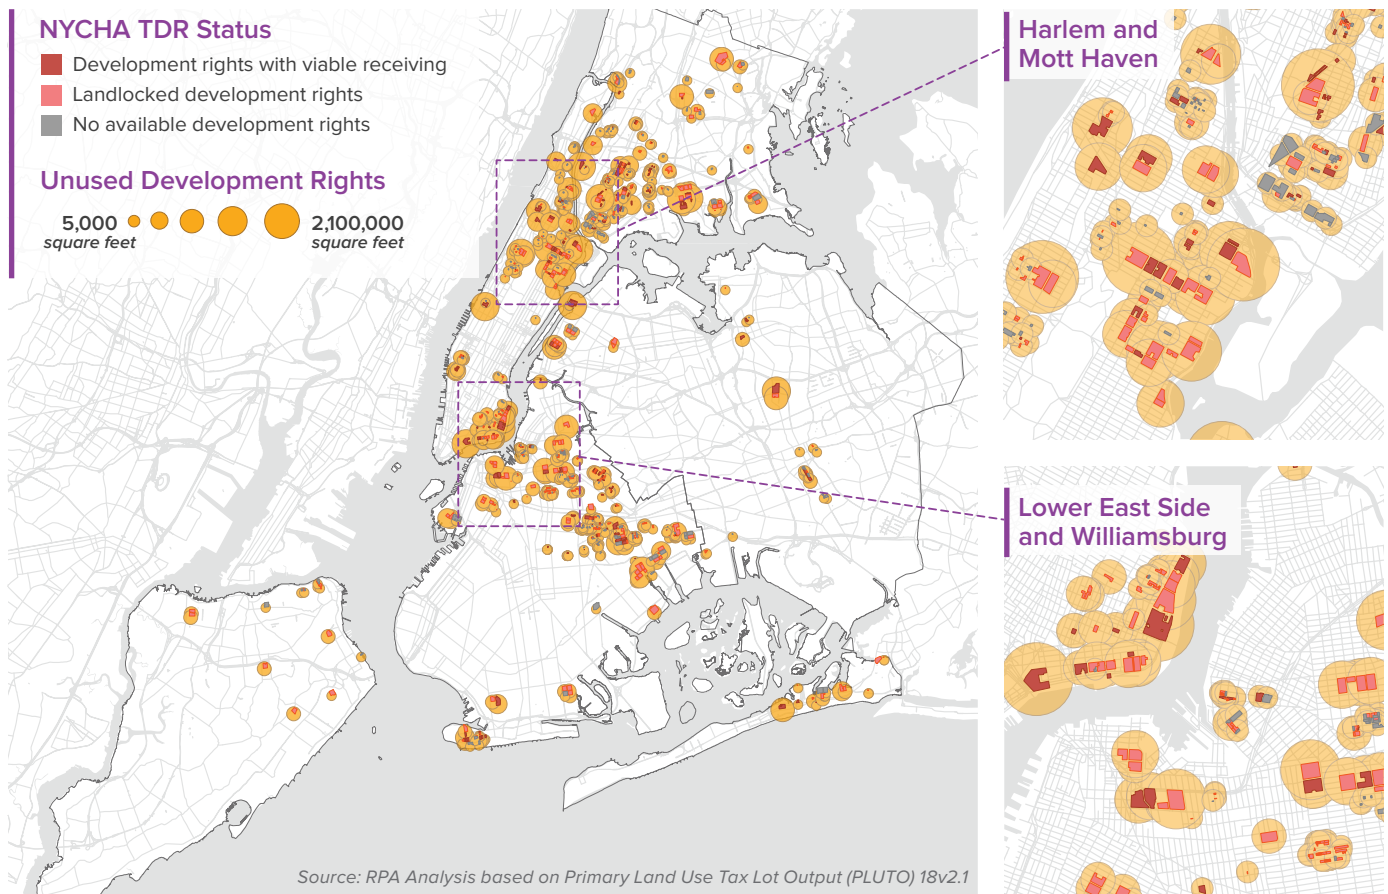 NYCHA TDR Status
Development rights with viable receiving
Landlocked development rights
No available development rights
Unused Development Rights
5,000
square feet
2,100,000
square feet
Harlem and
Mott Haven
Lower East Side
and Williamsburg
Source: RPA Analysis based on Primary Land Use Tax Lot Output (PLUTO) 18v2.1